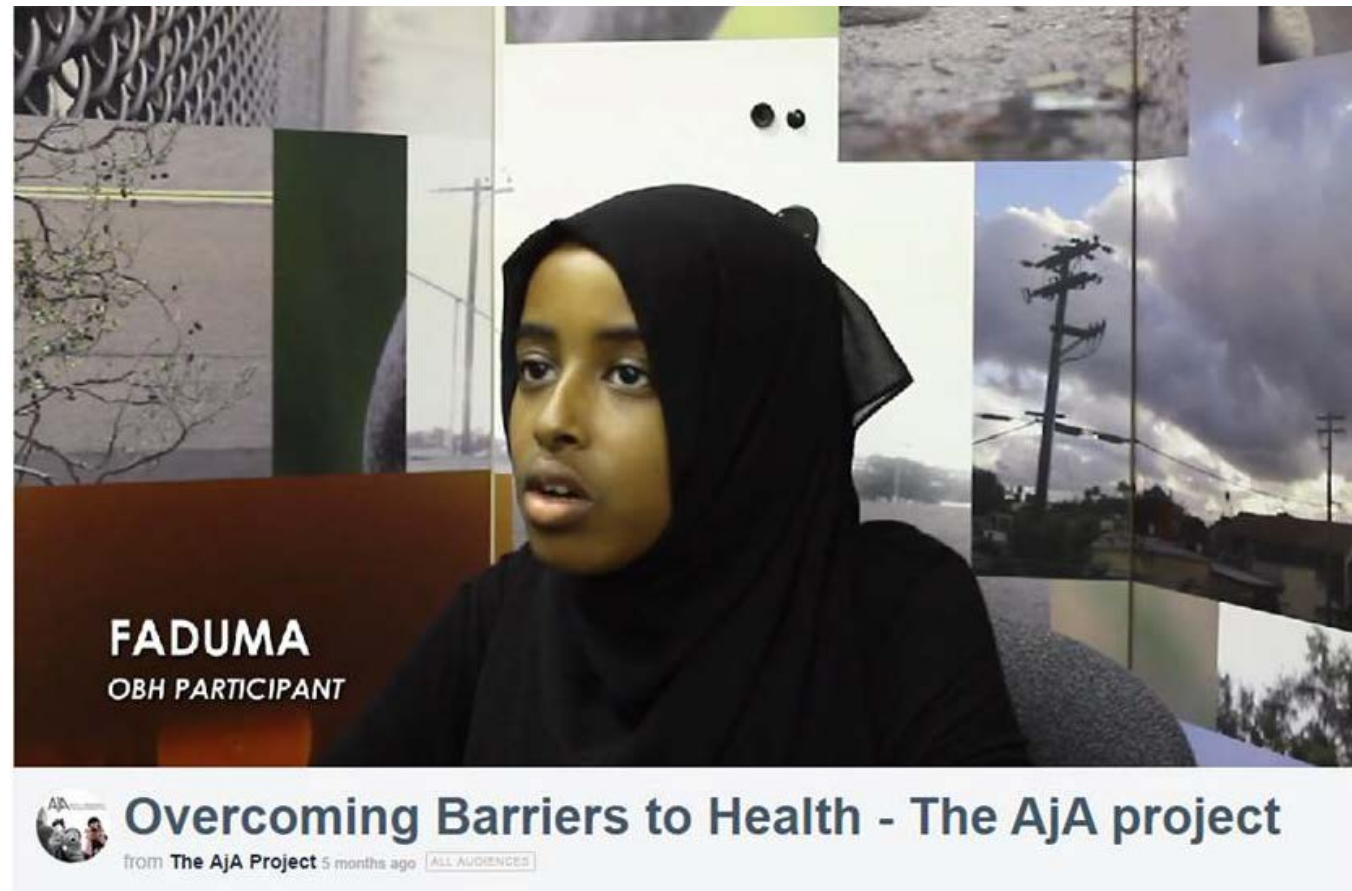 FADUMA
OBH PARTICIPANT
AjA
Overcoming Barriers to Health - The AjA project
from The AjA Project 5 months ago ALL AUDIENCES